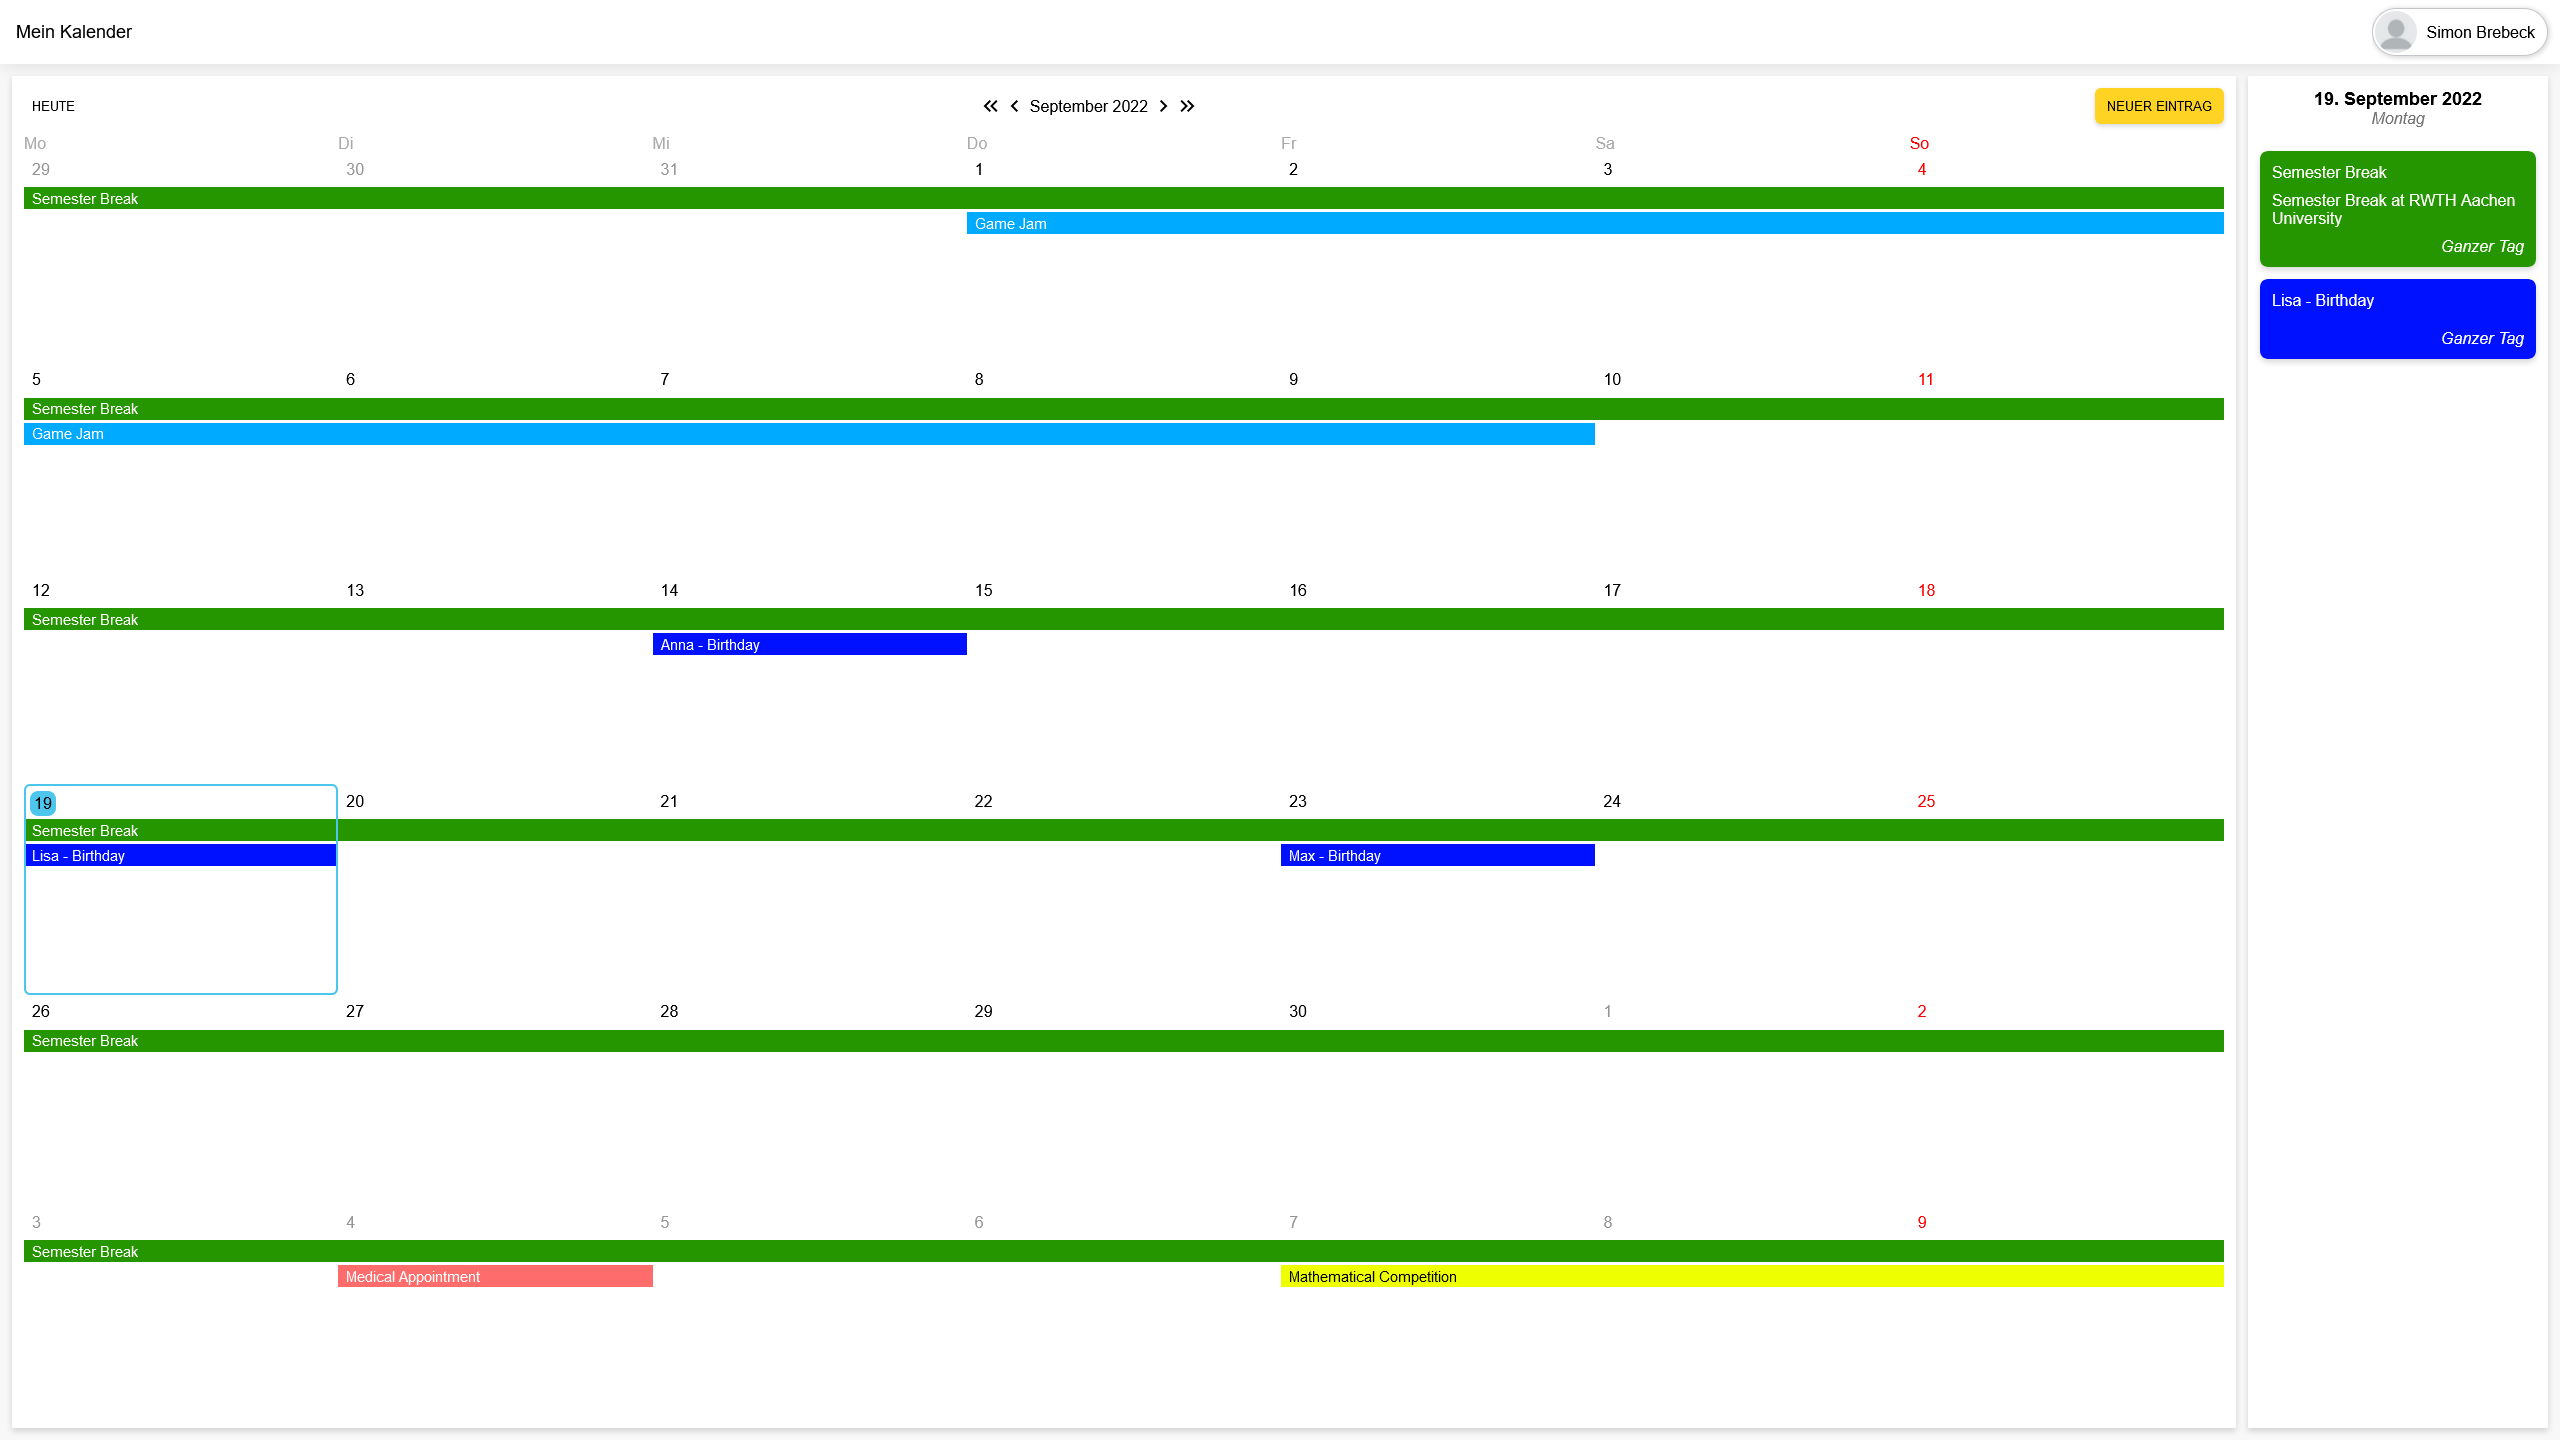 Mein Kalender
Simon Brebeck
HEUTE
September 2022
NEUER EINTRAG
Mo Di Mi Do Fr Sa So
29 30 31 1 2 3 4
Semester Break
Game Jam
5 6 7 8 9 10 11
Semester Break
Game Jam
12 13 14 15 16 17 18
Semester Break
Anna - Birthday
19 20 21 22 23 24 25
Semester Break
Lisa - Birthday Max - Birthday
26 27 28 29 30 1 2
Semester Break
3 4 5 6 7 8 9
Semester Break
Medical Appointment Mathematical Competition
19. September 2022
Montag
Semester Break
Semester Break at RWTH Aachen
University
Ganzer Tag
Lisa - Birthday
Ganzer Tag